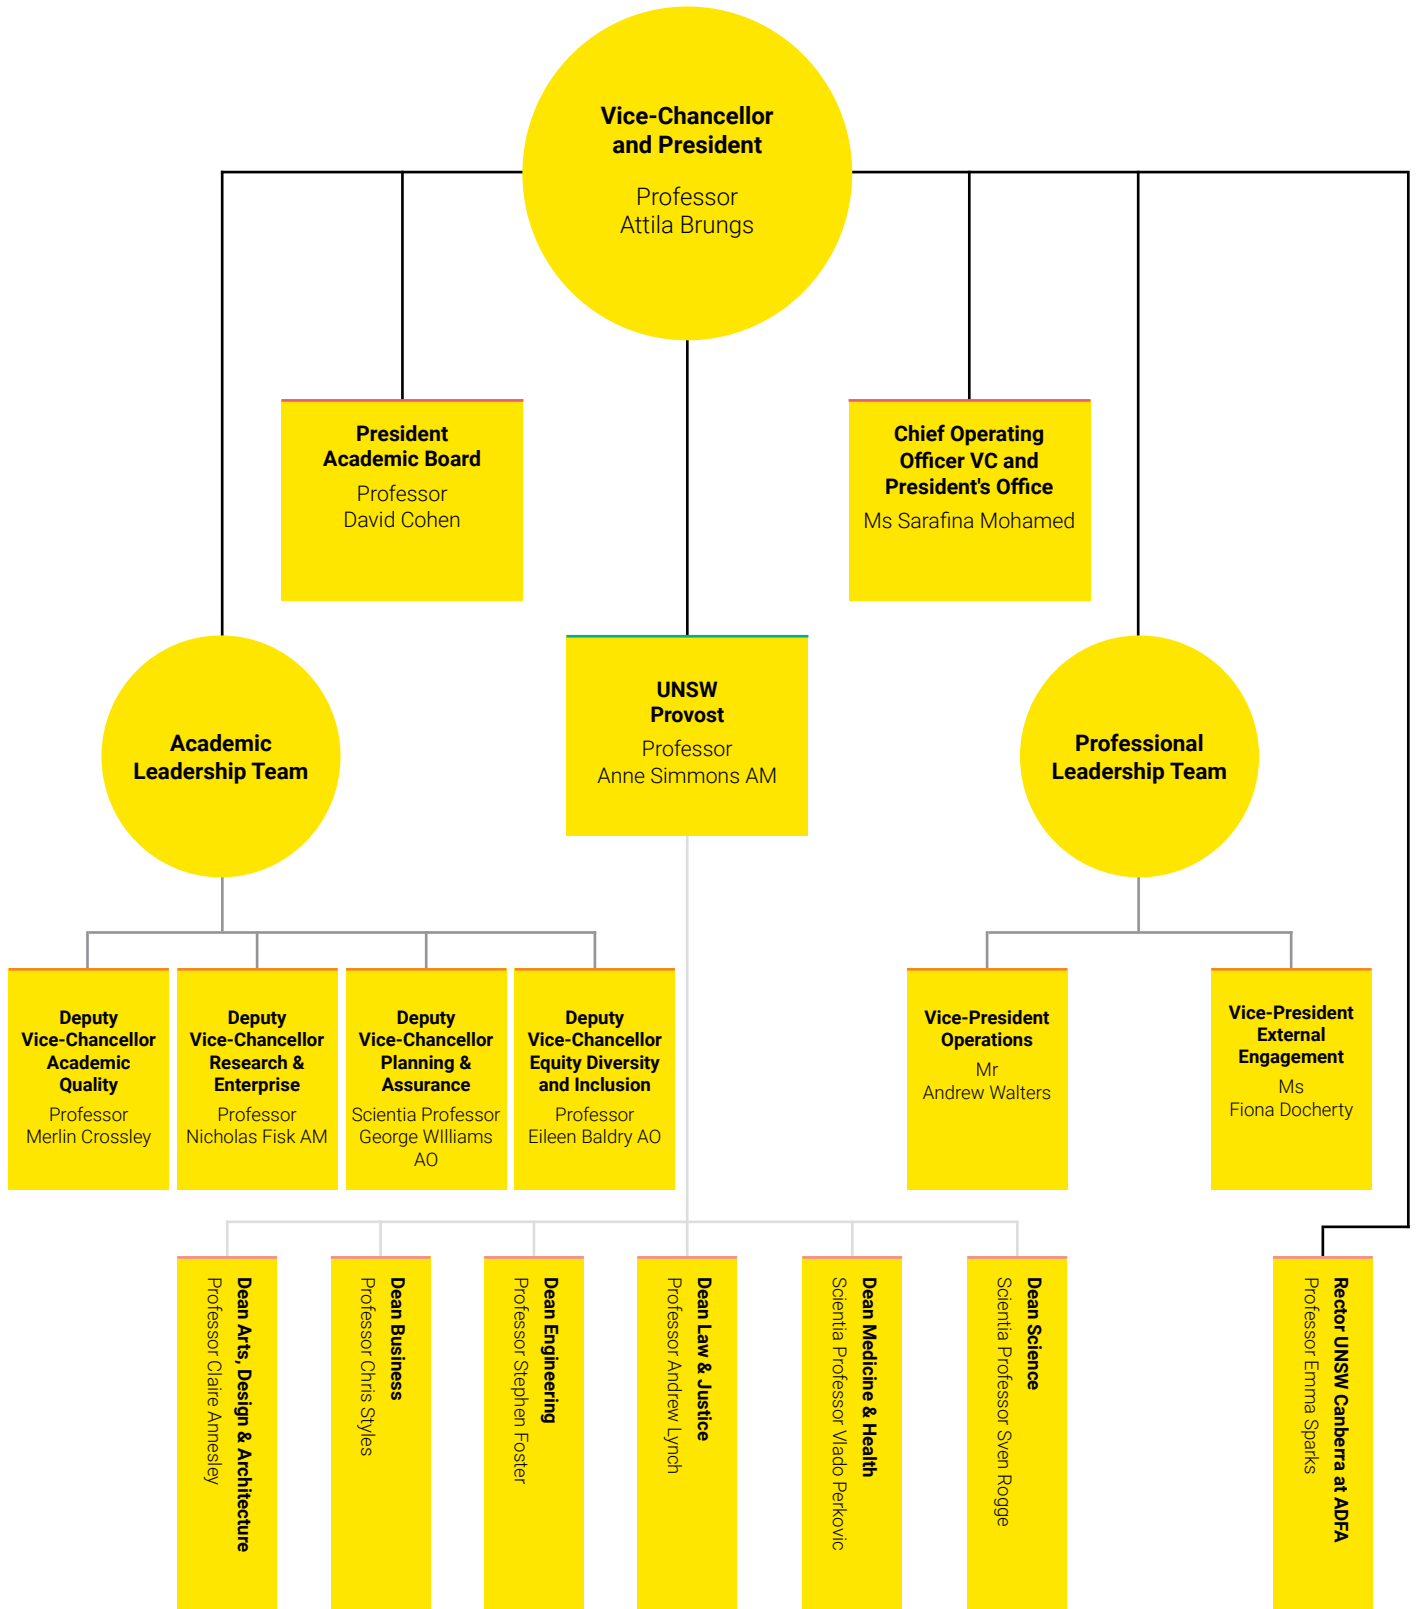 Vice-Chancellor
and President
Professor
Attila Brungs
President
Academic Board
Professor
David Cohen
Chief Operating
Officer VC and
President's Office
Ms Sarafina Mohamed
Academic
Leadership Team
UNSW
Provost
Professor
Anne Simmons AM
Professional
Leadership Team
Deputy
Vice-Chancellor
Academic
Quality
Professor
Merlin Crossley
Deputy
Vice-Chancellor
Research &
Enterprise
Professor
Nicholas Fisk AM
Deputy
Vice-Chancellor
Planning &
Assurance
Scientia Professor
George WIlliams
AO
Deputy
Vice-Chancellor
Equity Diversity
and Inclusion
Professor
Eileen Baldry AO
Vice-President
Operations
Mr
Andrew Walters
Vice-President
External
Engagement
Ms
Fiona Docherty
Dean Arts, Design & Architecture
Professor Claire Annesley
Dean Business
Professor Chris Styles
Dean Engineering
Professor Stephen Foster
Dean Law & Justice
Professor Andrew Lynch
Dean Medicine & Health
Scientia Professor Vlado Perkovic
Dean Science
Scientia Professor Sven Rogge
Rector UNSW Canberra at ADFA
Professor Emma Sparks